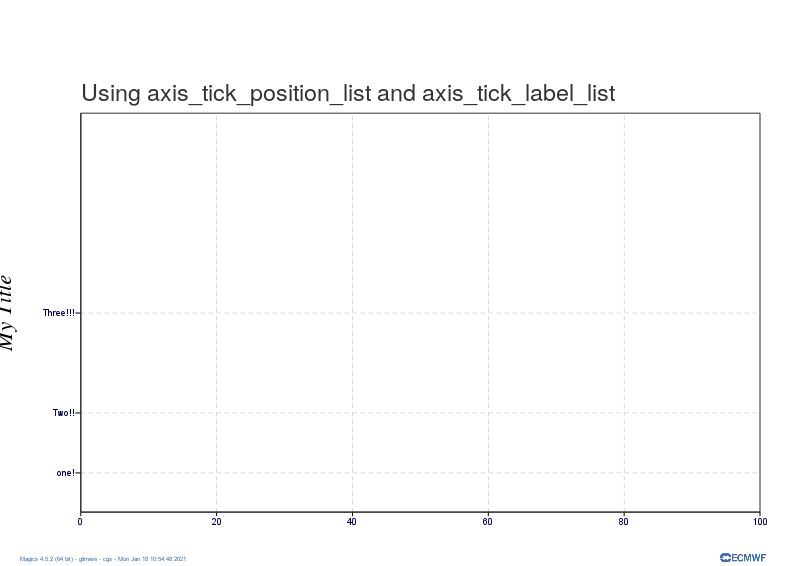 Using axis_tick_position_list and axis_tick_label_list
My Title
Three!!!
Two!!
one!
0 20 40 60 80 100
Magics 4.5.2 (64 bit) - gilmere - cgs - Mon Jan 18 10:54:48 2021
ECMWF